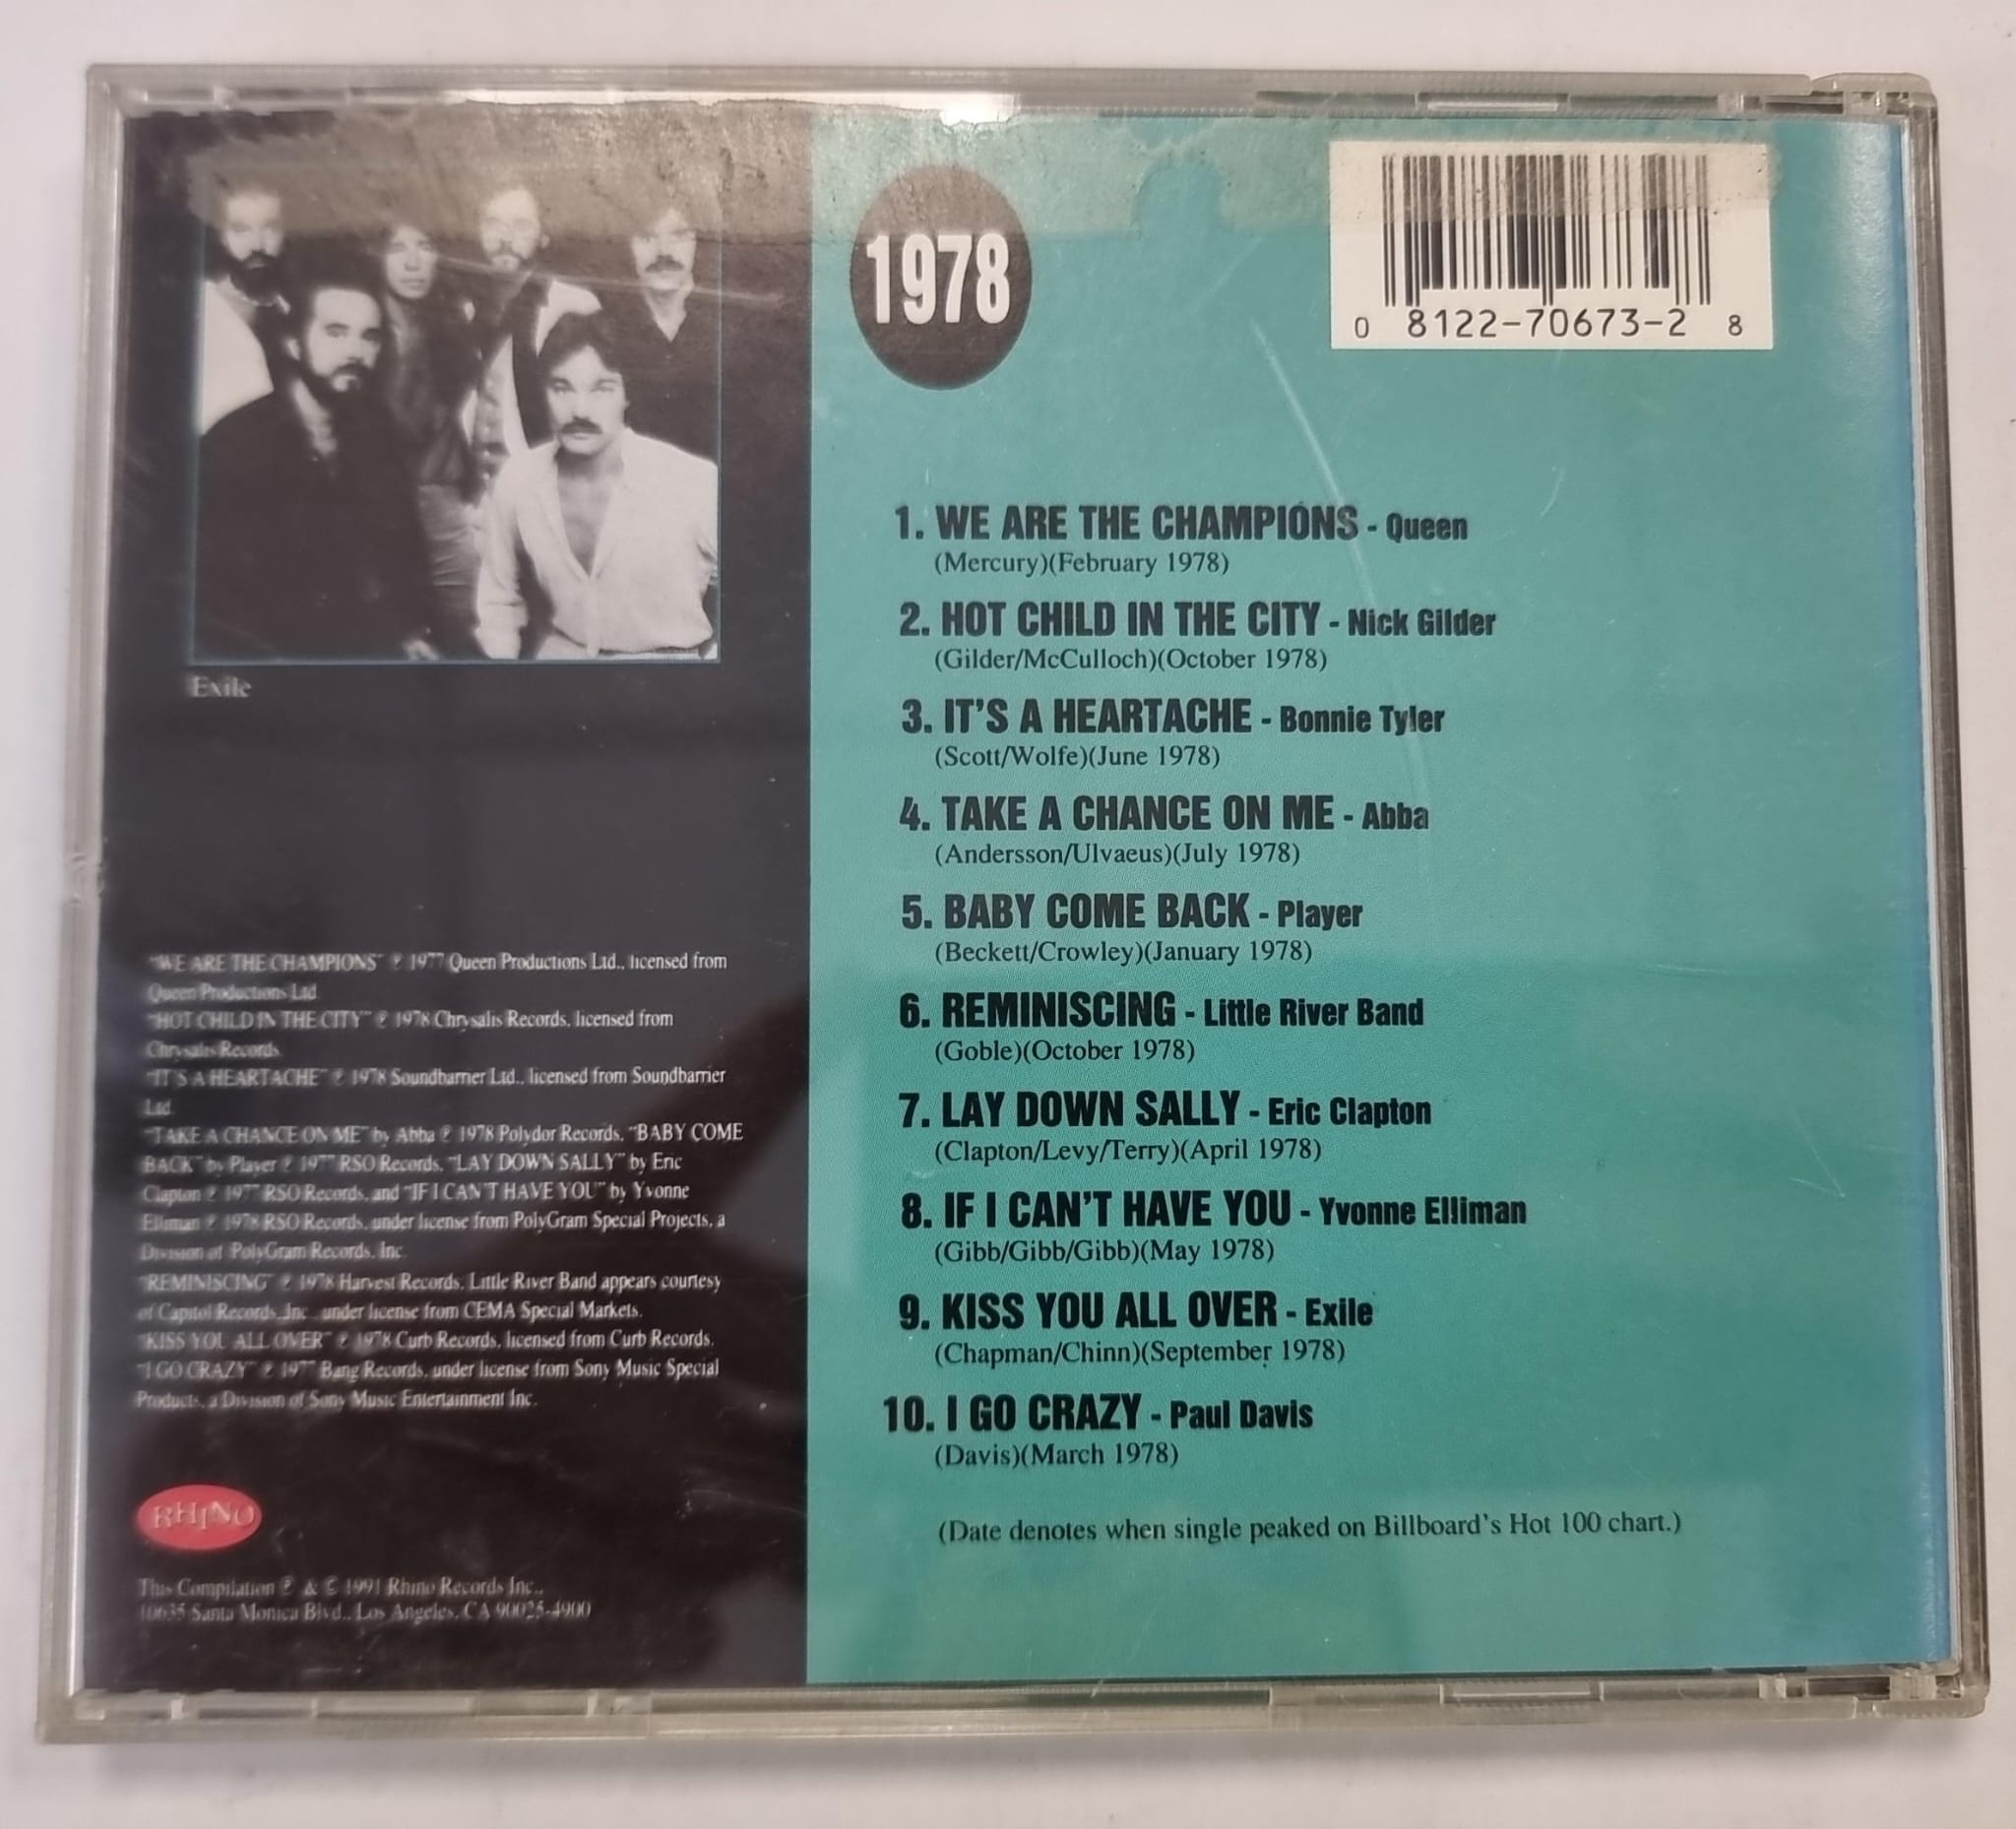 Exile
"WE ARE THE CHAMPIONS" ℗ 1977 Queen Productions Ltd., licensed from
Queen Productions Ltd.
"HOT CHILD IN THE CITY" ℗ 1978 Chrysalis Records, licensed from
Chrysalis Records.
"IT'S A HEARTACHE" ℗ 1978 Soundbarrier Ltd., licensed from Soundbarrier
Ltd.
"TAKE A CHANCE ON ME" by Abba ℗ 1978 Polydor Records, "BABY COME
BACK" by Player ℗ 1977 RSO Records, "LAY DOWN SALLY" by Eric
Clapton ℗ 1977 RSO Records, and "IF I CAN'T HAVE YOU" by Yvonne
Elliman ℗ 1978 RSO Records, under license from PolyGram Special Projects, a
Division of PolyGram Records, Inc.
"REMINISCING" ℗ 1978 Harvest Records. Little River Band appears courtesy
of Capitol Records, Inc., under license from CEMA Special Markets.
"KISS YOU ALL OVER" ℗ 1978 Curb Records, licensed from Curb Records.
"I GO CRAZY" ℗ 1977 Bang Records, under license from Sony Music Special
Products, a Division of Sony Music Entertainment Inc.
RHINO
This Compilation ℗ & © 1991 Rhino Records Inc.,
10635 Santa Monica Blvd., Los Angeles, CA 90025-4900
1978
0 8122-70673-2 8
1. WE ARE THE CHAMPIONS - Queen
(Mercury)(February 1978)
2. HOT CHILD IN THE CITY - Nick Gilder
(Gilder/McCulloch)(October 1978)
3. IT'S A HEARTACHE - Bonnie Tyler
(Scott/Wolfe)(June 1978)
4. TAKE A CHANCE ON ME - Abba
(Andersson/Ulvaeus)(July 1978)
5. BABY COME BACK - Player
(Beckett/Crowley)(January 1978)
6. REMINISCING - Little River Band
(Goble)(October 1978)
7. LAY DOWN SALLY - Eric Clapton
(Clapton/Levy/Terry)(April 1978)
8. IF I CAN'T HAVE YOU - Yvonne Elliman
(Gibb/Gibb/Gibb)(May 1978)
9. KISS YOU ALL OVER - Exile
(Chapman/Chinn)(September 1978)
10. I GO CRAZY - Paul Davis
(Davis)(March 1978)
(Date denotes when single peaked on Billboard's Hot 100 chart.)